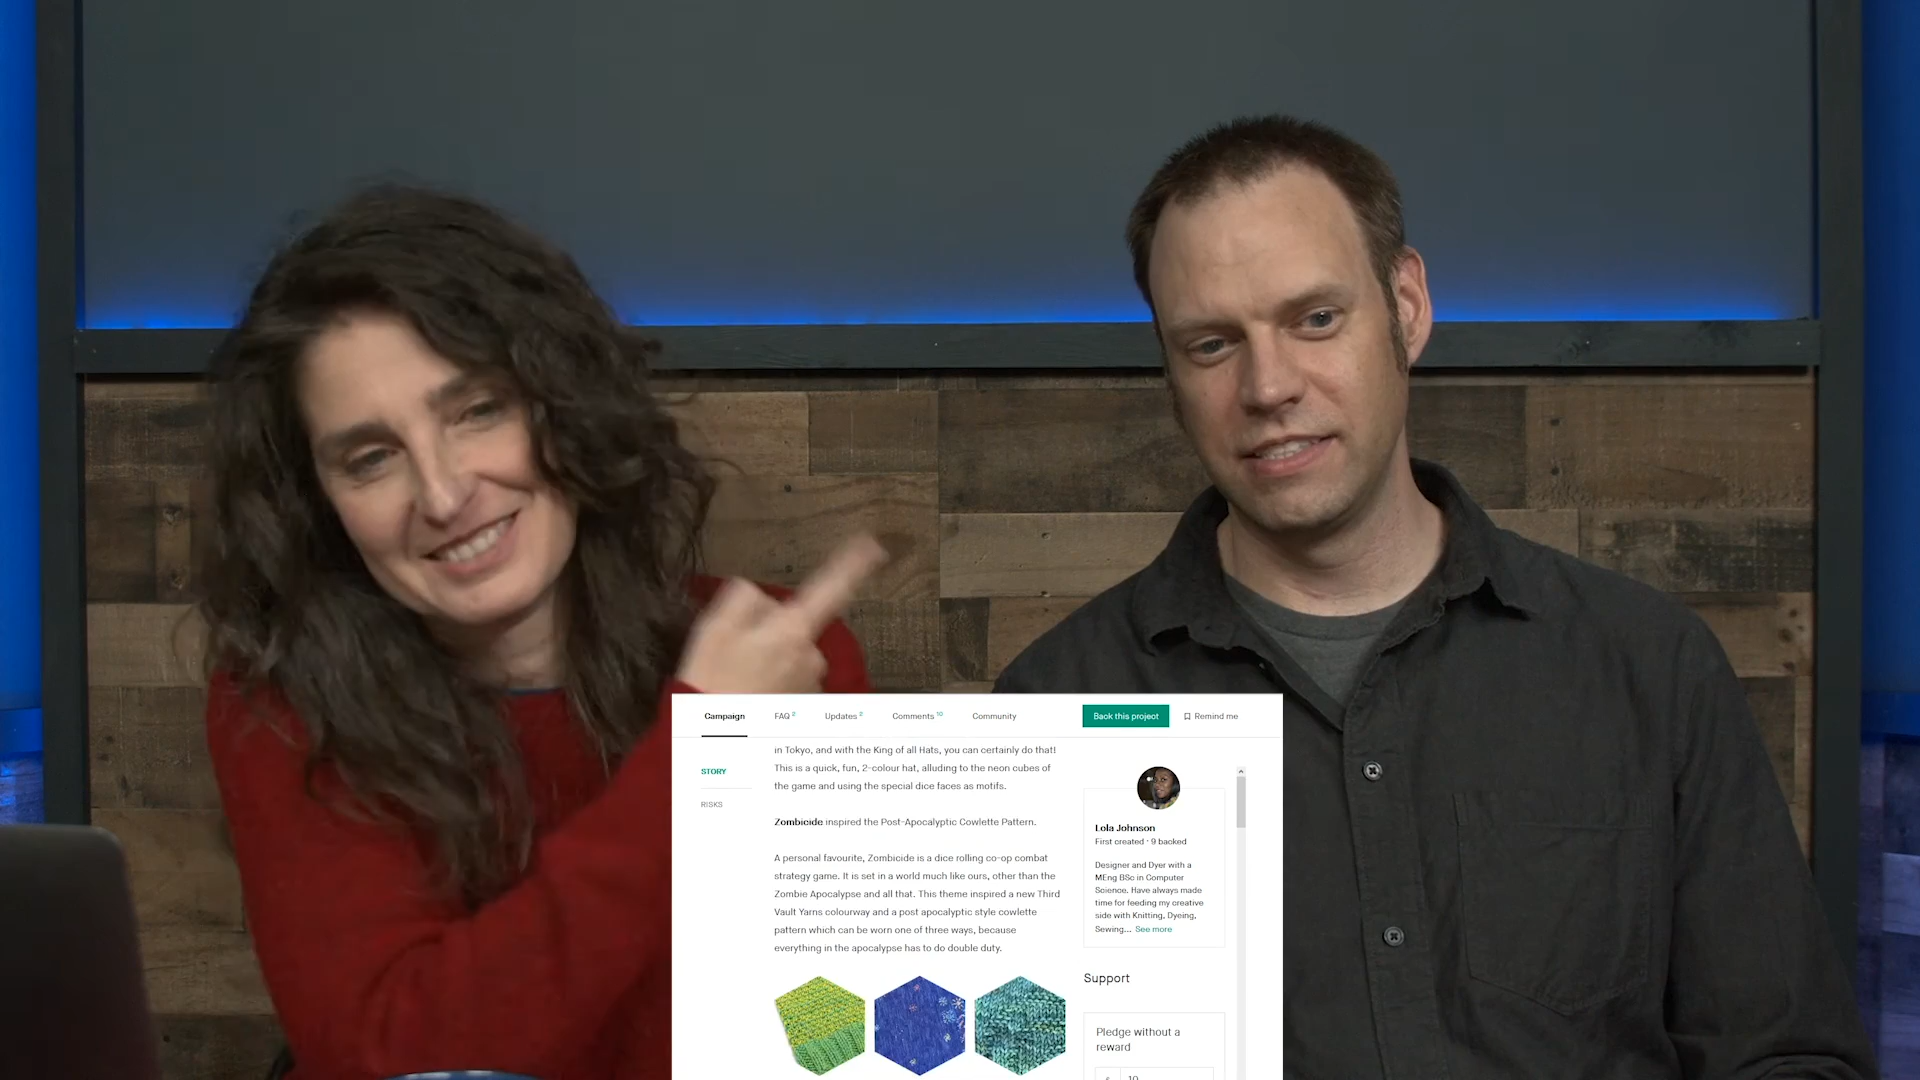 Campaign FAQ 2 Updates 2 Comments 10 Community Back this project Remind me
STORY
RISKS
in Tokyo, and with the King of all Hats, you can certainly do that!
This is a quick, fun, 2-colour hat, alluding to the neon cubes of
the game and using the special dice faces as motifs.
Zombicide inspired the Post-Apocalyptic Cowlette Pattern.
A personal favourite, Zombicide is a dice rolling co-op combat
strategy game. It is set in a world much like ours, other than the
Zombie Apocalypse and all that. This theme inspired a new Third
Vault Yarns colourway and a post apocalyptic style cowlette
pattern which can be worn one of three ways, because
everything in the apocalypse has to do double duty.
Lola Johnson
First created · 9 backed
Designer and Dyer with a
MEng BSc in Computer
Science. Have always made
time for feeding my creative
side with Knitting, Dyeing,
Sewing... See more
Support
Pledge without a
reward
10